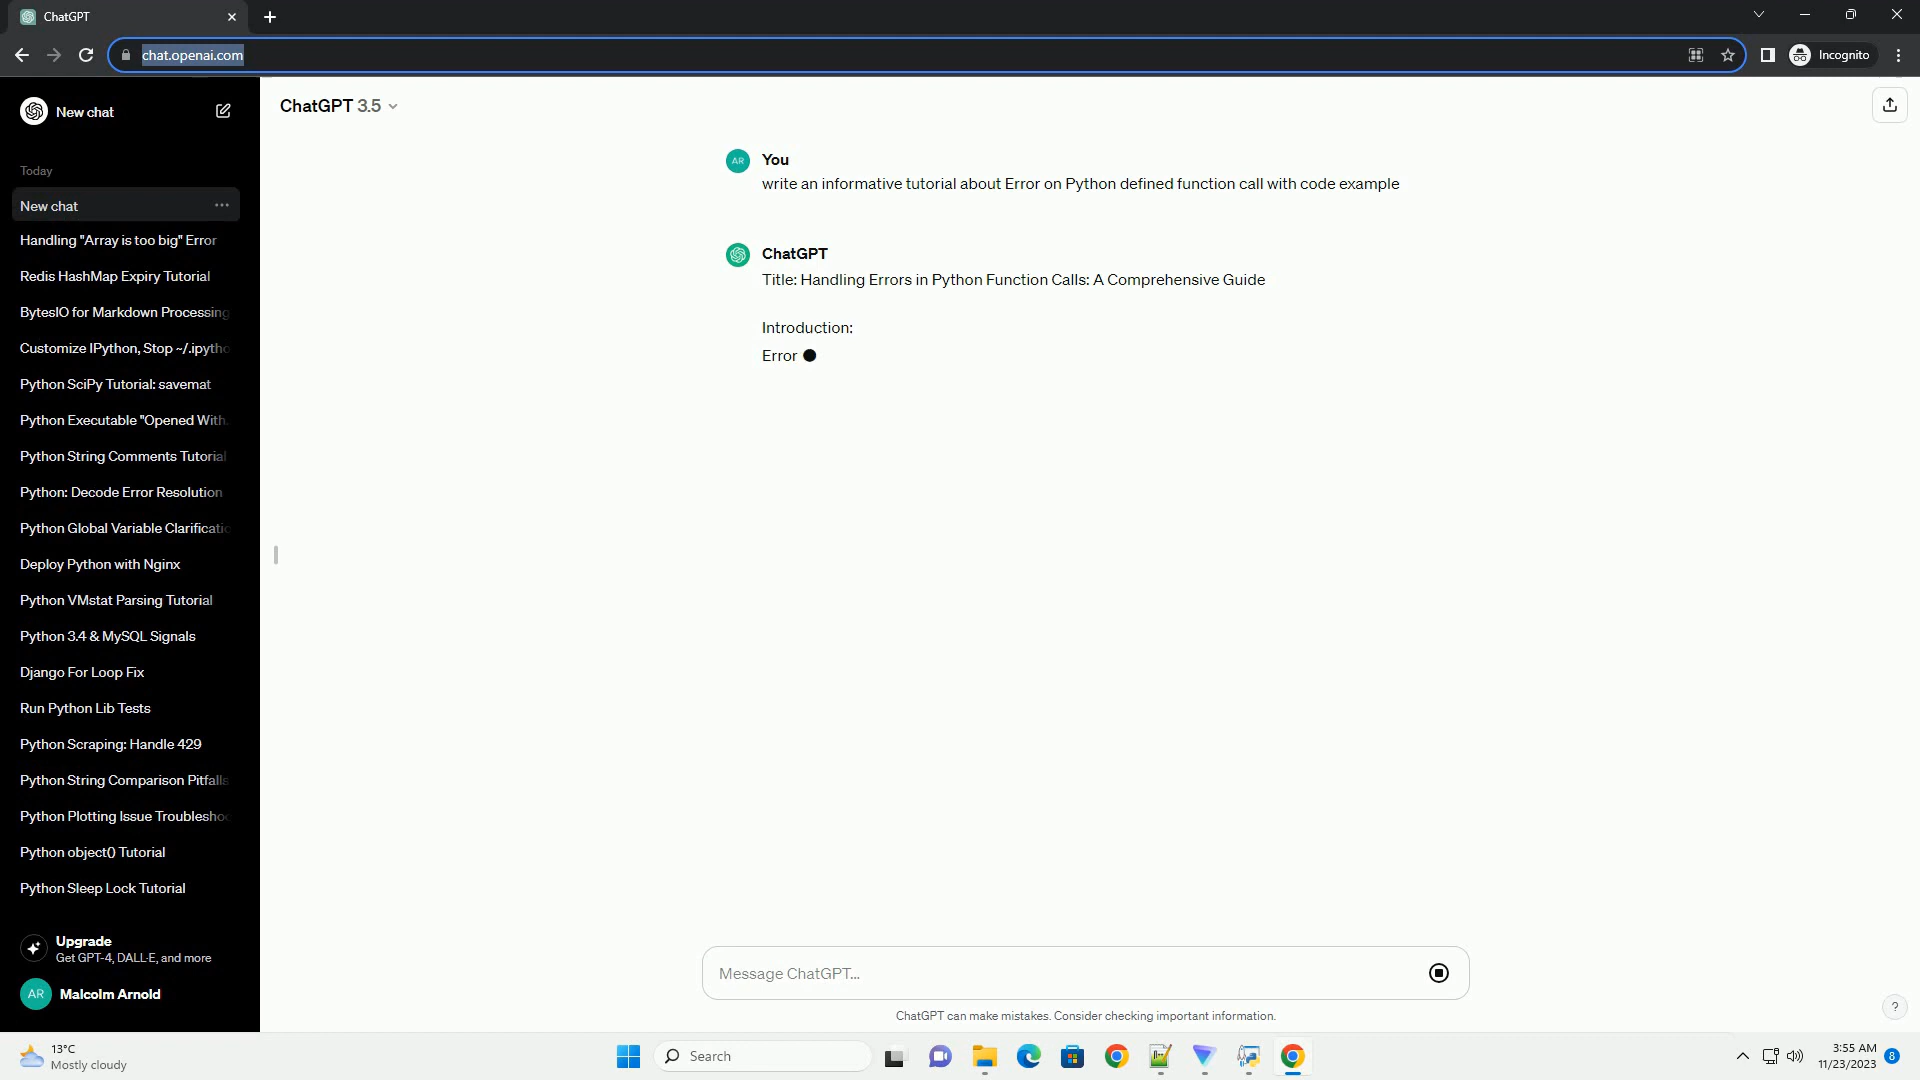 ChatGPT
chat.openai.com
Incognito
New chat
Today
New chat
Handling "Array is too big" Error
Redis HashMap Expiry Tutorial
BytesIO for Markdown Processing
Customize IPython, Stop ~/.ipytho
Python SciPy Tutorial: savemat
Python Executable "Opened With.
Python String Comments Tutorial
Python: Decode Error Resolution
Python Global Variable Clarificatio
Deploy Python with Nginx
Python VMstat Parsing Tutorial
Python 3.4 & MySQL Signals
Django For Loop Fix
Run Python Lib Tests
Python Scraping: Handle 429
Python String Comparison Pitfalls
Python Plotting Issue Troubleshoo
Python object() Tutorial
Python Sleep Lock Tutorial
Upgrade
Get GPT-4, DALL·E, and more
AR
Malcolm Arnold
ChatGPT 3.5
AR
You
write an informative tutorial about Error on Python defined function call with code example
ChatGPT
Title: Handling Errors in Python Function Calls: A Comprehensive Guide
Introduction:
Error
Message ChatGPT...
ChatGPT can make mistakes. Consider checking important information.
?
13°C
Mostly cloudy
Search
3:55 AM
11/23/2023
8